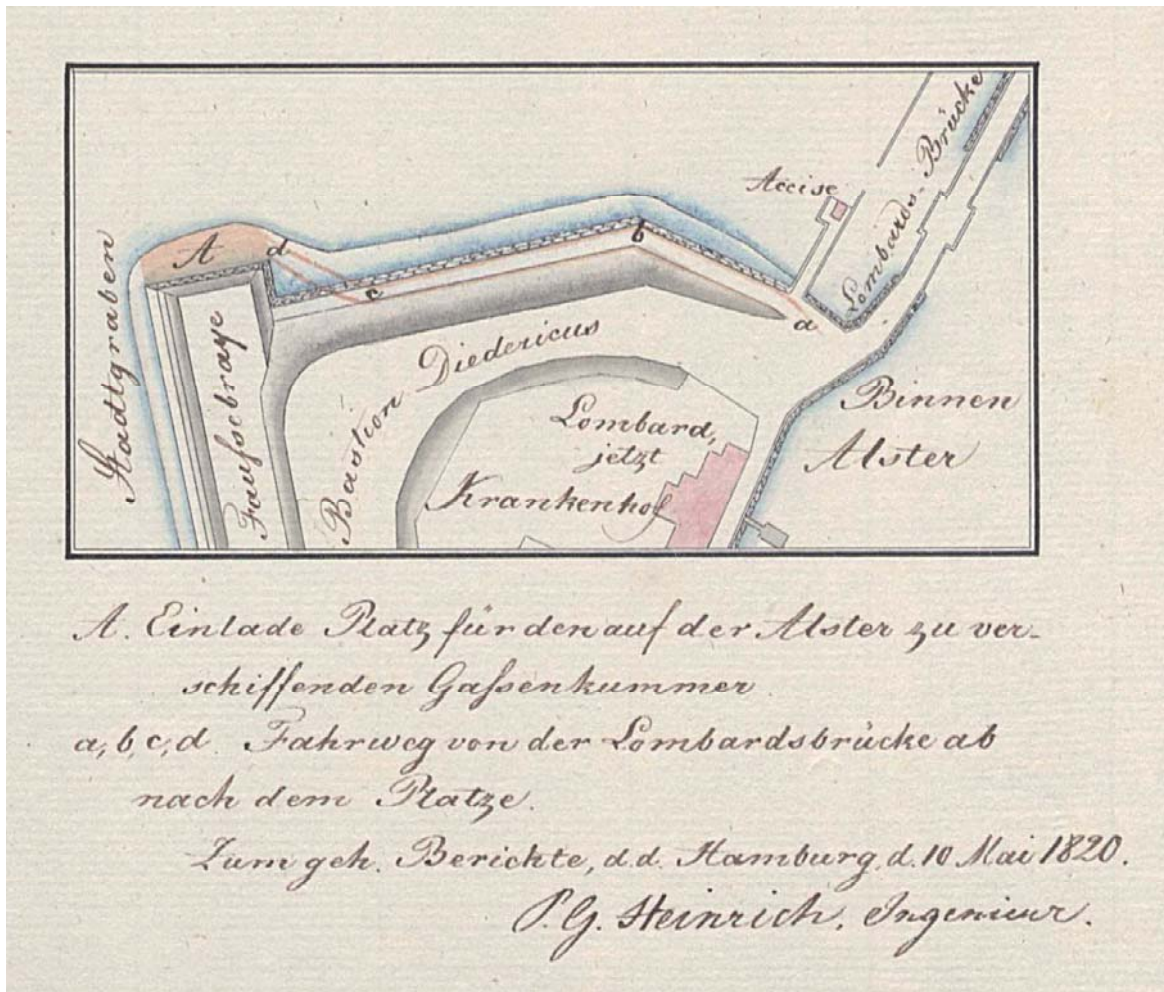 Stadtgraben
A
d
c
b
a
Faussebraye
Bastion Diedericus
Accise
Lombards-Brücke
Lombard,
jetzt
Krankenhof
Binnen
Alster
A. Einlade Platz für den auf der Alster zu ver-
schiffenden Gaßenkummer
a, b, c, d. Fahrweg von der Lombardsbrücke ab
nach dem Platze.
Zum geh. Berichte, d.d. Hamburg, d. 10 Mai 1820.
P. G. Heinrich, Ingenieur.